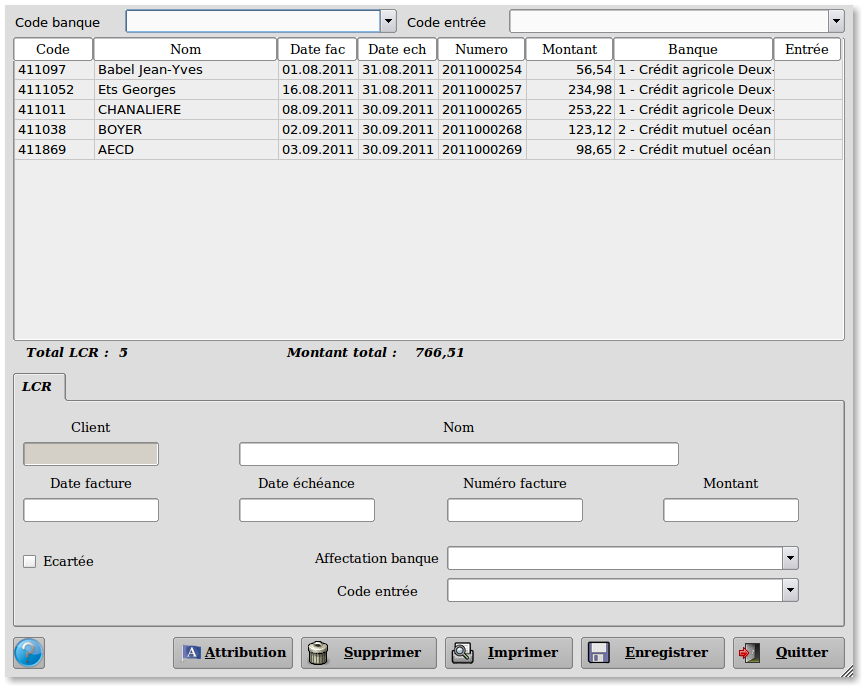 Code banque Code entrée
Code Nom Date fac Date ech Numero Montant Banque Entrée
411097 Babel Jean-Yves 01.08.2011 31.08.2011 2011000254 56,54 1 - Crédit agricole Deux-
4111052 Ets Georges 16.08.2011 31.08.2011 2011000257 234,98 1 - Crédit agricole Deux-
411011 CHANALIERE 08.09.2011 30.09.2011 2011000265 253,22 1 - Crédit agricole Deux-
411038 BOYER 02.09.2011 30.09.2011 2011000268 123,12 2 - Crédit mutuel océan
411869 AECD 03.09.2011 30.09.2011 2011000269 98,65 2 - Crédit mutuel océan
Total LCR : 5 Montant total : 766,51
LCR
Client Nom
Date facture Date échéance Numéro facture Montant
Ecartée Affectation banque
Code entrée
? A Attribution Supprimer Imprimer Enregistrer Quitter